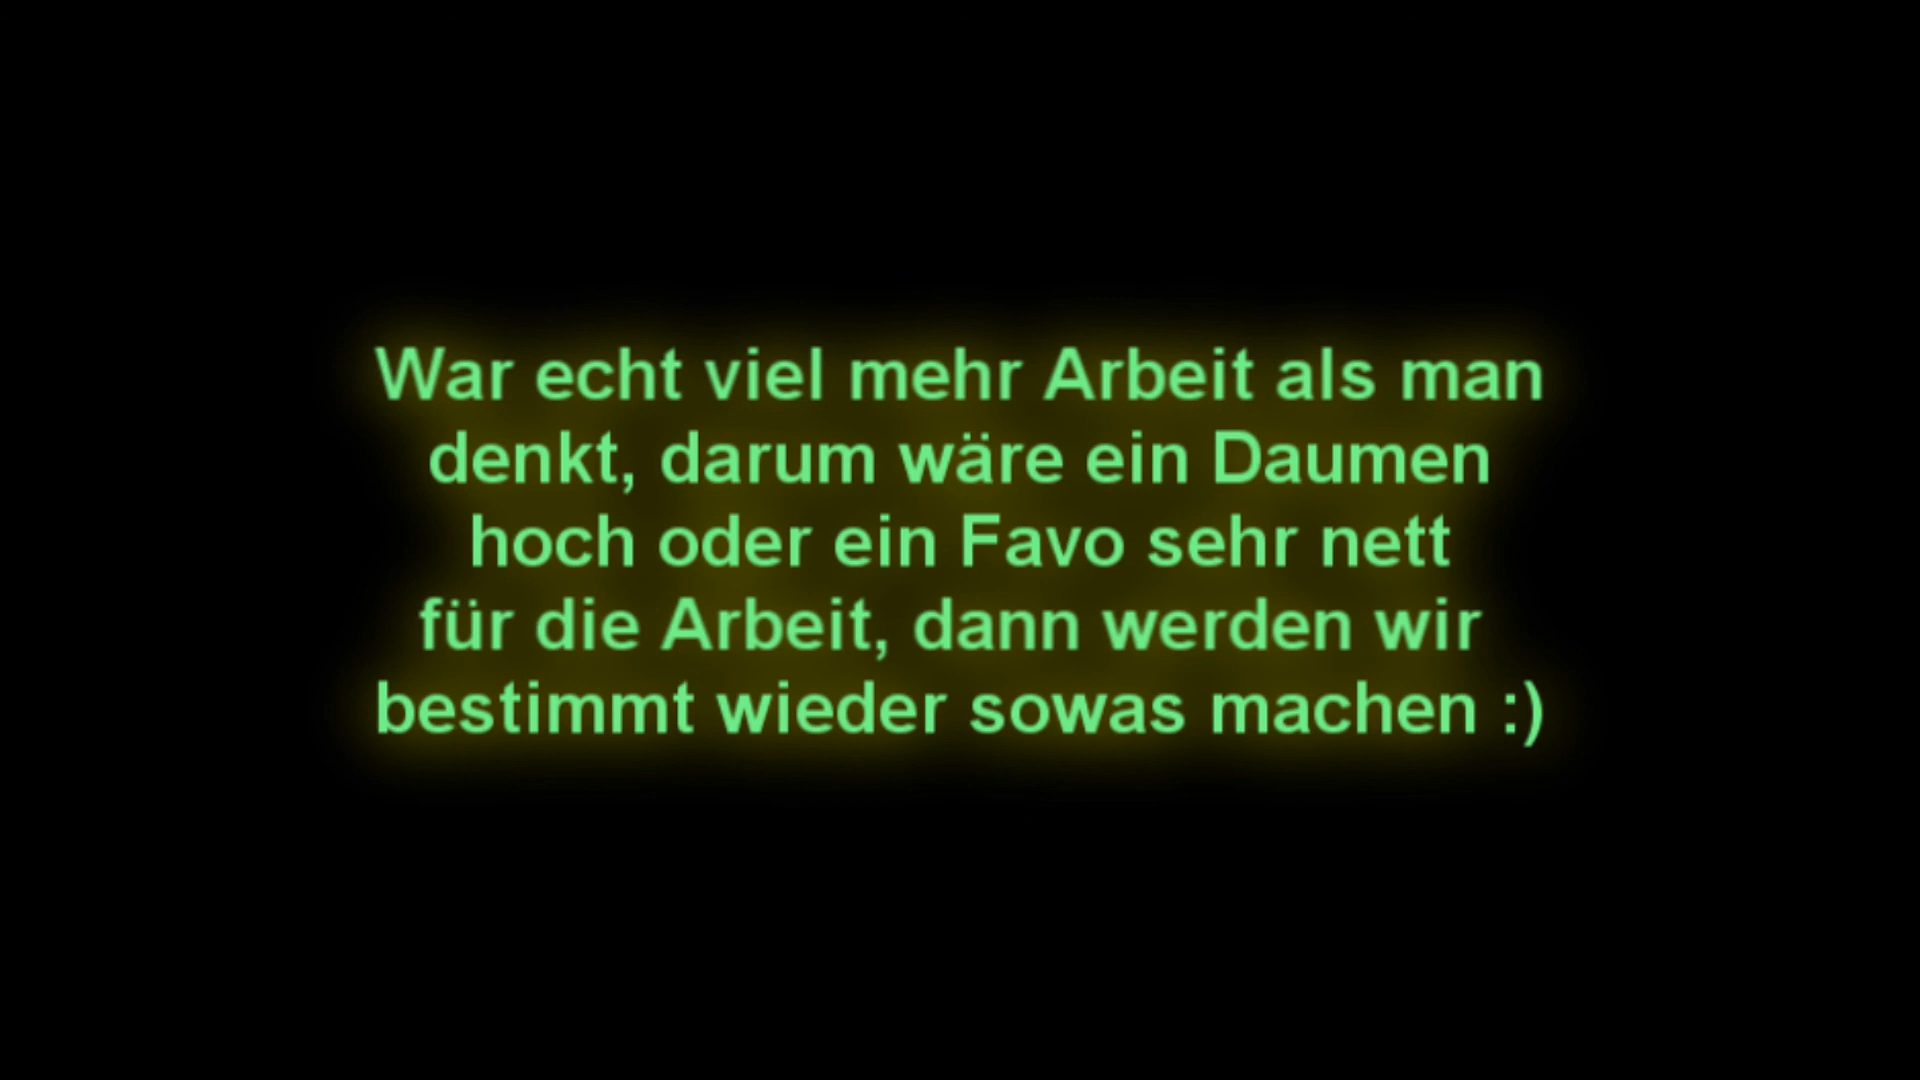 War echt viel mehr Arbeit als man
denkt, darum wäre ein Daumen
hoch oder ein Favo sehr nett
für die Arbeit, dann werden wir
bestimmt wieder sowas machen :)